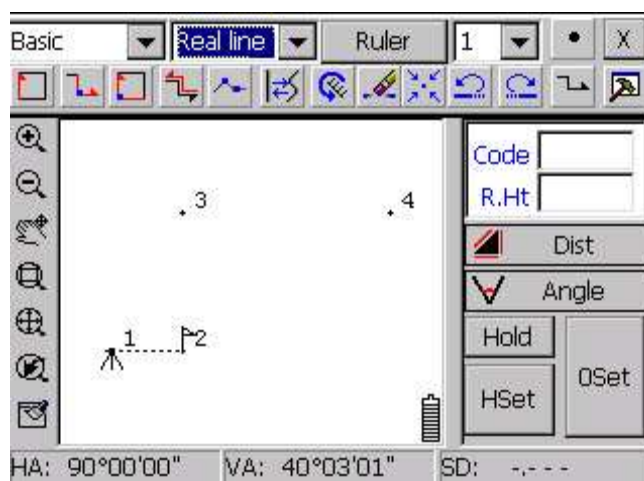 Basic Real line Ruler 1 X
Code
3 4 R.Ht
Dist
Angle
1 2 Hold
0Set
HSet
HA: 90°00'00" VA: 40°03'01" SD: -.---